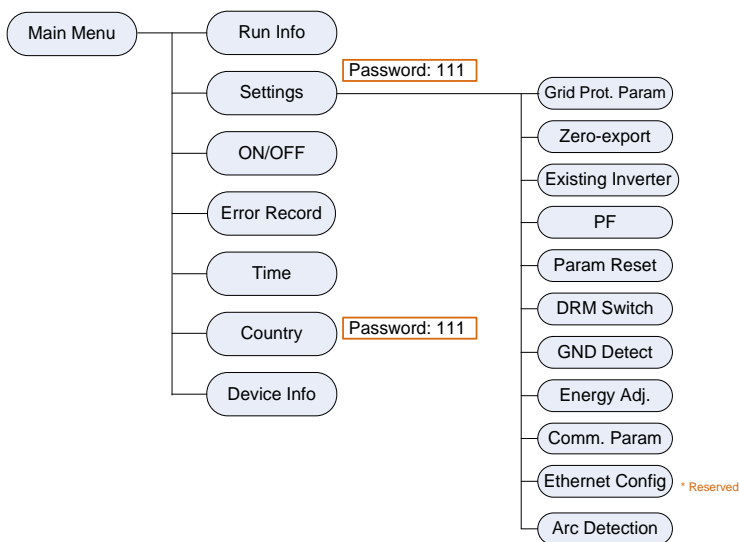 Main Menu
Run Info
Settings
Password: 111
ON/OFF
Error Record
Time
Country
Password: 111
Device Info
Grid Prot. Param
Zero-export
Existing Inverter
PF
Param Reset
DRM Switch
GND Detect
Energy Adj.
Comm. Param
Ethernet Config
* Reserved
Arc Detection